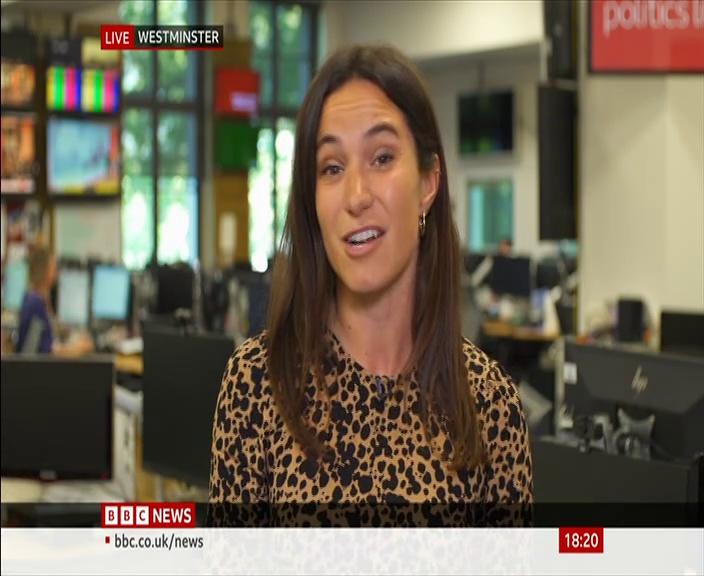 LIVE WESTMINSTER
politics l
hp
BBC NEWS
bbc.co.uk/news
18:20